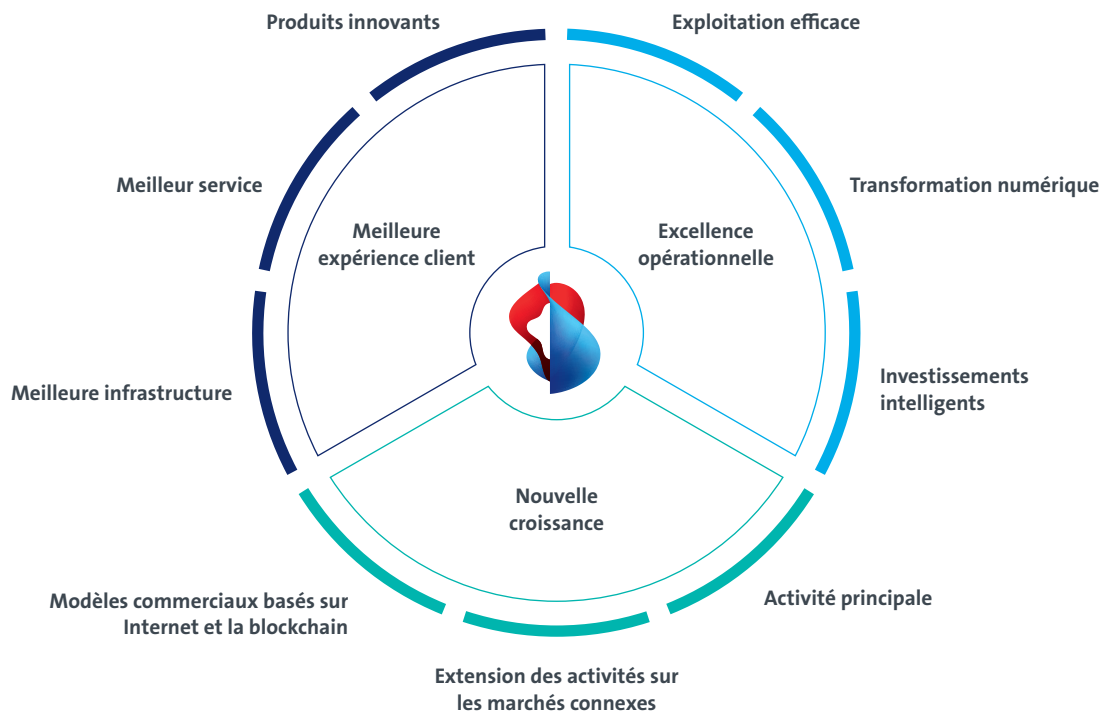 Produits innovants
Exploitation efficace
Meilleur service
Transformation numérique
Meilleure
expérience client
Excellence
opérationnelle
Meilleure infrastructure
Investissements
intelligents
Nouvelle
croissance
Modèles commerciaux basés sur
Internet et la blockchain
Activité principale
Extension des activités sur
les marchés connexes